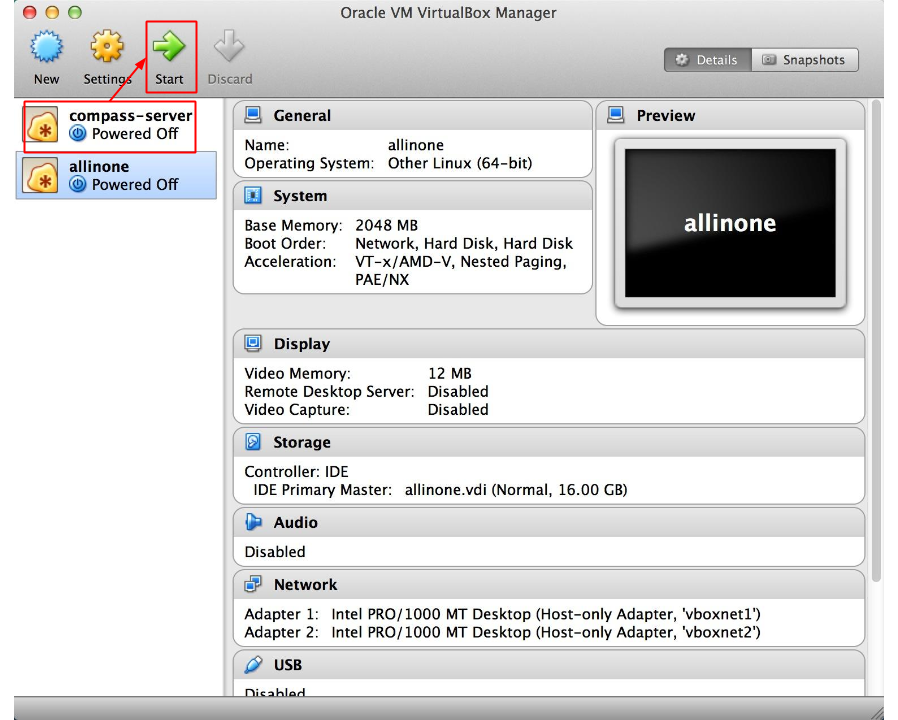 Oracle VM VirtualBox Manager
New
Settings
Start
Discard
Details
Snapshots
compass-server
Powered Off
allinone
Powered Off
General
Name: allinone
Operating System: Other Linux (64-bit)
System
Base Memory: 2048 MB
Boot Order: Network, Hard Disk, Hard Disk
Acceleration: VT-x/AMD-V, Nested Paging,
PAE/NX
Preview
allinone
Display
Video Memory: 12 MB
Remote Desktop Server: Disabled
Video Capture: Disabled
Storage
Controller: IDE
IDE Primary Master: allinone.vdi (Normal, 16.00 GB)
Audio
Disabled
Network
Adapter 1: Intel PRO/1000 MT Desktop (Host-only Adapter, 'vboxnet1')
Adapter 2: Intel PRO/1000 MT Desktop (Host-only Adapter, 'vboxnet2')
USB
Disabled